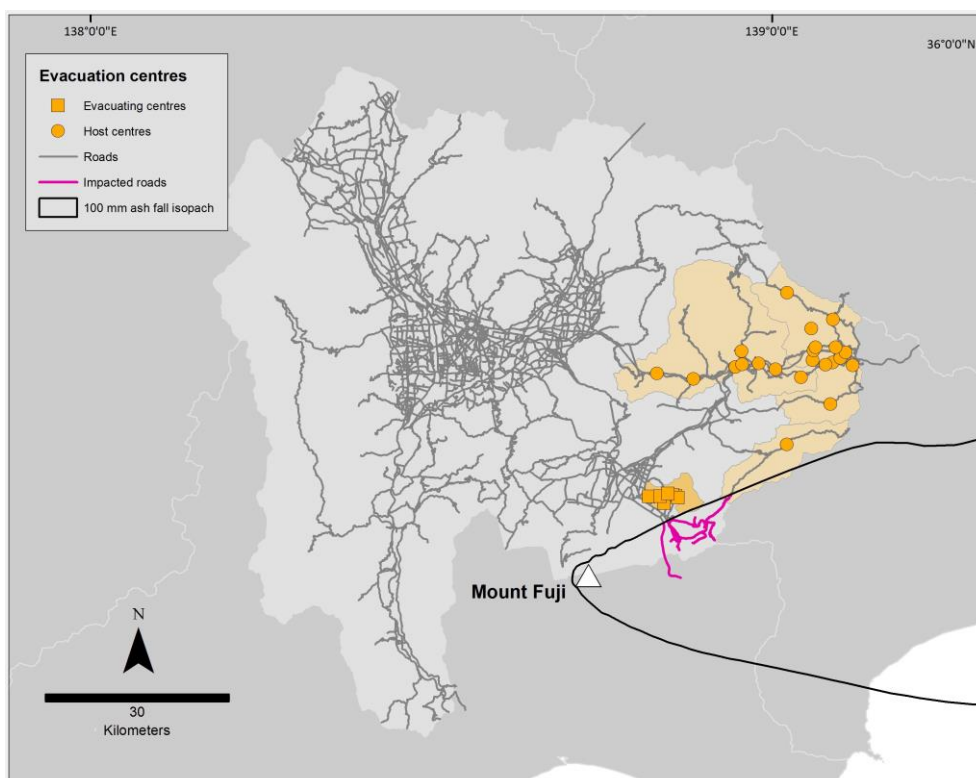 138°0'0"E
139°0'0"E
36°0'0"N
Evacuation centres
Evacuating centres
Host centres
Roads
Impacted roads
100 mm ash fall isopach
Mount Fuji
N
30
Kilometers